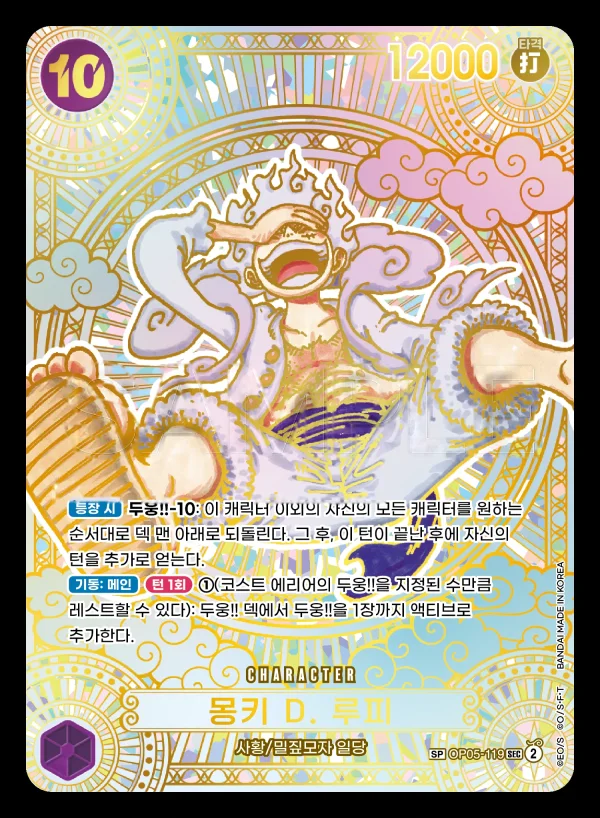 10
12000
타격
打
SAMPLE
등장 시 두웅!!-10: 이 캐릭터 이외의 자신의 모든 캐릭터를 원하는
순서대로 덱 맨 아래로 되돌린다. 그 후, 이 턴이 끝난 후에 자신의
턴을 추가로 얻는다.
기동: 메인 턴 1회 ①(코스트 에리어의 두웅!!을 지정된 수만큼
레스트할 수 있다): 두웅!! 덱에서 두웅!!을 1장까지 액티브로
추가한다.
CHARACTER
몽키 D. 루피
사황/밀짚모자 일당
SP OP05-119 SEC 2
©EO/S ©O/S·F·T BANDAI MADE IN KOREA